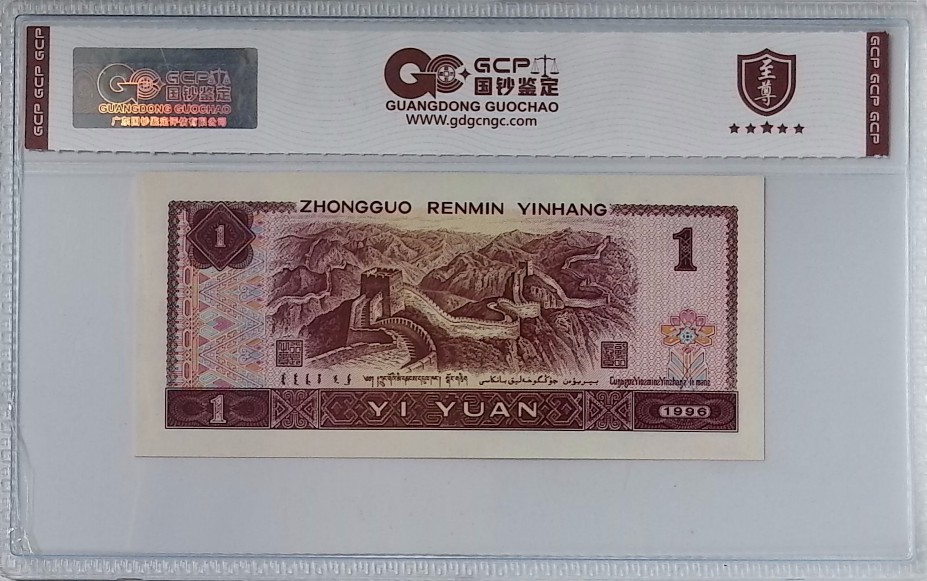 GCP GCP GCP
GUANGDONG GUOCHAO
广东国钞鉴定评估有限公司
GCP
国钞鉴定
GCP
国钞鉴定
GUANGDONG GUOCHAO
www.gdgcngc.com
至尊
GCP GCP GCP
ZHONGGUO RENMIN YINHANG
1
1
1
YI YUAN
1996